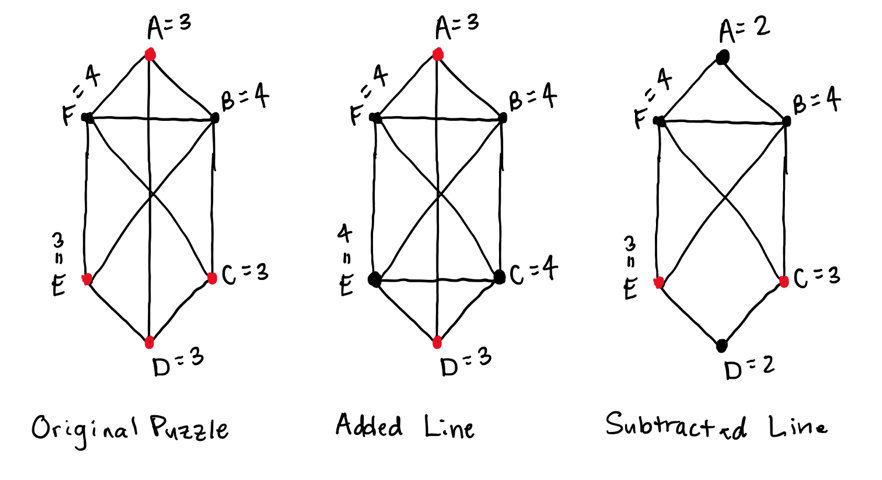 A=3
F=4
B=4
E=3
C=3
D=3
Original Puzzle
A=3
F=4
B=4
E=4
C=4
D=3
Added Line
A=2
F=4
B=4
E=3
C=3
D=2
Subtracted Line